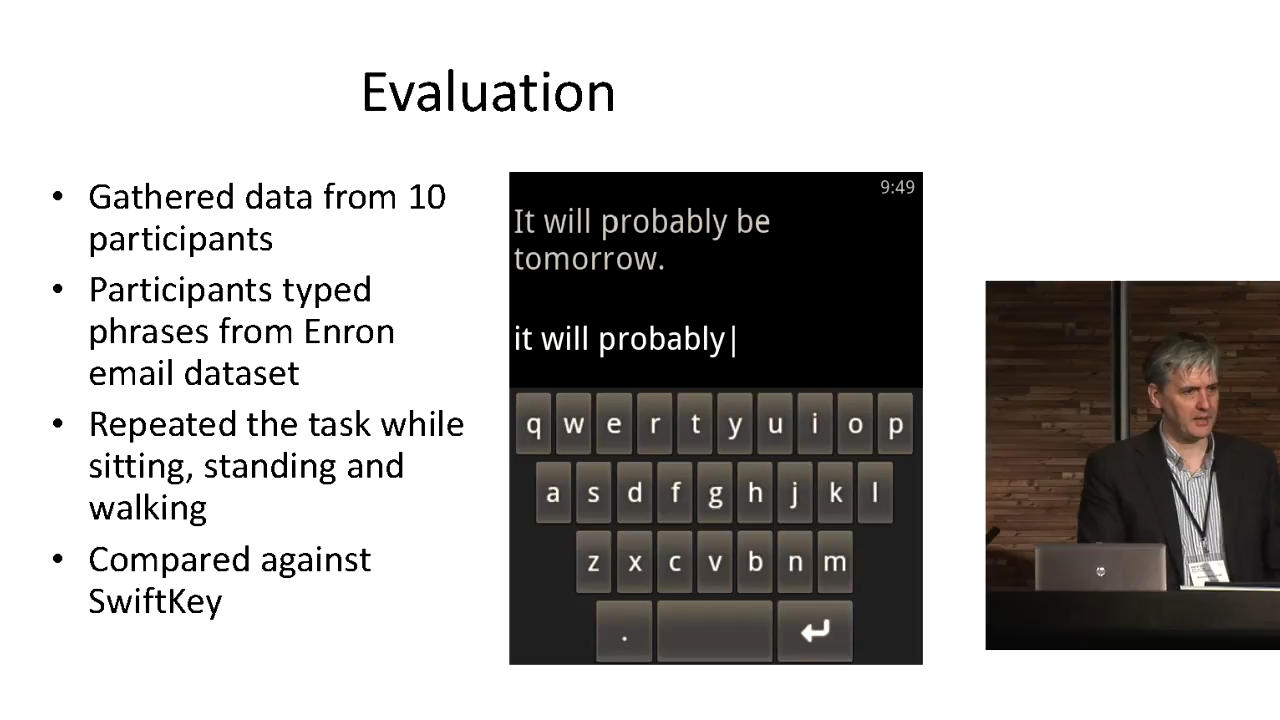 Evaluation
• Gathered data from 10
participants
• Participants typed
phrases from Enron
email dataset
• Repeated the task while
sitting, standing and
walking
• Compared against
SwiftKey
9:49
It will probably be
tomorrow.
it will probably|
q w e r t y u i o p
a s d f g h j k l
z x c v b n m
.
hp